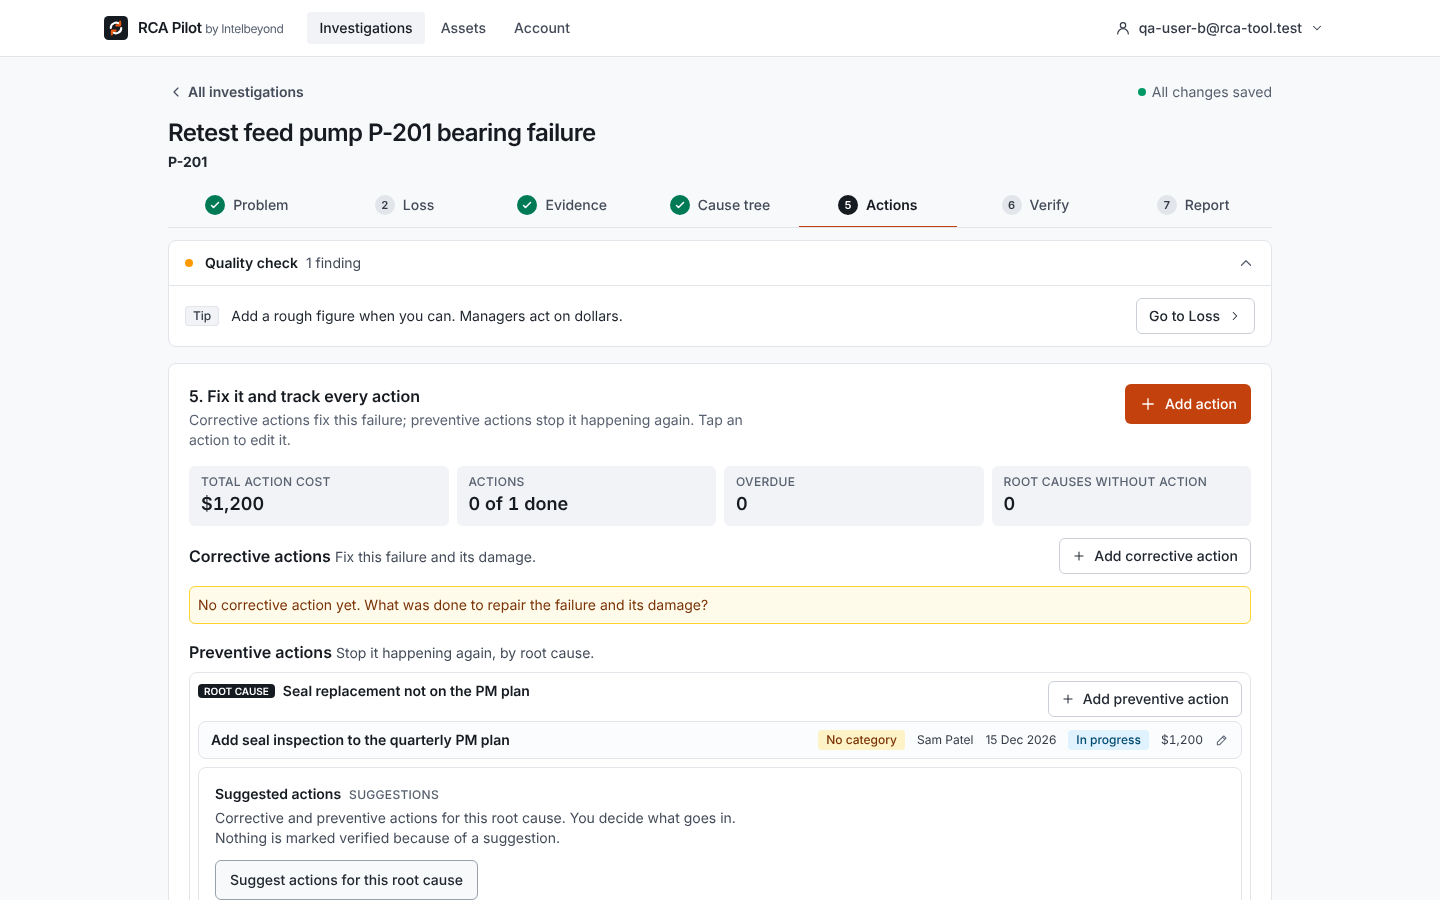 RCA Pilot by Intelbeyond
Investigations
Assets
Account
qa-user-b@rca-tool.test
All investigations
All changes saved
Retest feed pump P-201 bearing failure
P-201
Problem
2 Loss
Evidence
Cause tree
5 Actions
6 Verify
7 Report
Quality check 1 finding
Tip Add a rough figure when you can. Managers act on dollars.
Go to Loss
5. Fix it and track every action
Corrective actions fix this failure; preventive actions stop it happening again. Tap an
action to edit it.
Add action
TOTAL ACTION COST
$1,200
ACTIONS
0 of 1 done
OVERDUE
0
ROOT CAUSES WITHOUT ACTION
0
Corrective actions Fix this failure and its damage.
Add corrective action
No corrective action yet. What was done to repair the failure and its damage?
Preventive actions Stop it happening again, by root cause.
ROOT CAUSE Seal replacement not on the PM plan
Add preventive action
Add seal inspection to the quarterly PM plan
No category Sam Patel 15 Dec 2026 In progress $1,200
Suggested actions SUGGESTIONS
Corrective and preventive actions for this root cause. You decide what goes in.
Nothing is marked verified because of a suggestion.
Suggest actions for this root cause